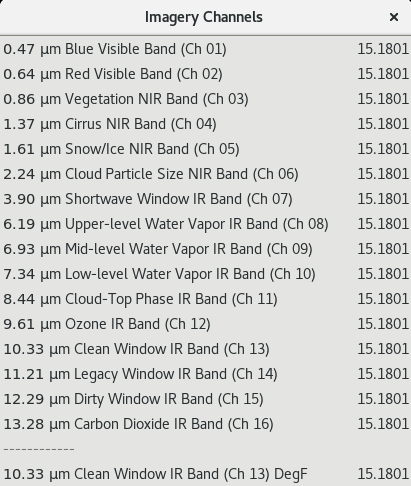 Imagery Channels ×
0.47 μm Blue Visible Band (Ch 01) 15.1801
0.64 μm Red Visible Band (Ch 02) 15.1801
0.86 μm Vegetation NIR Band (Ch 03) 15.1801
1.37 μm Cirrus NIR Band (Ch 04) 15.1801
1.61 μm Snow/Ice NIR Band (Ch 05) 15.1801
2.24 μm Cloud Particle Size NIR Band (Ch 06) 15.1801
3.90 μm Shortwave Window IR Band (Ch 07) 15.1801
6.19 μm Upper-level Water Vapor IR Band (Ch 08) 15.1801
6.93 μm Mid-level Water Vapor IR Band (Ch 09) 15.1801
7.34 μm Low-level Water Vapor IR Band (Ch 10) 15.1801
8.44 μm Cloud-Top Phase IR Band (Ch 11) 15.1801
9.61 μm Ozone IR Band (Ch 12) 15.1801
10.33 μm Clean Window IR Band (Ch 13) 15.1801
11.21 μm Legacy Window IR Band (Ch 14) 15.1801
12.29 μm Dirty Window IR Band (Ch 15) 15.1801
13.28 μm Carbon Dioxide IR Band (Ch 16) 15.1801
------------
10.33 μm Clean Window IR Band (Ch 13) DegF 15.1801